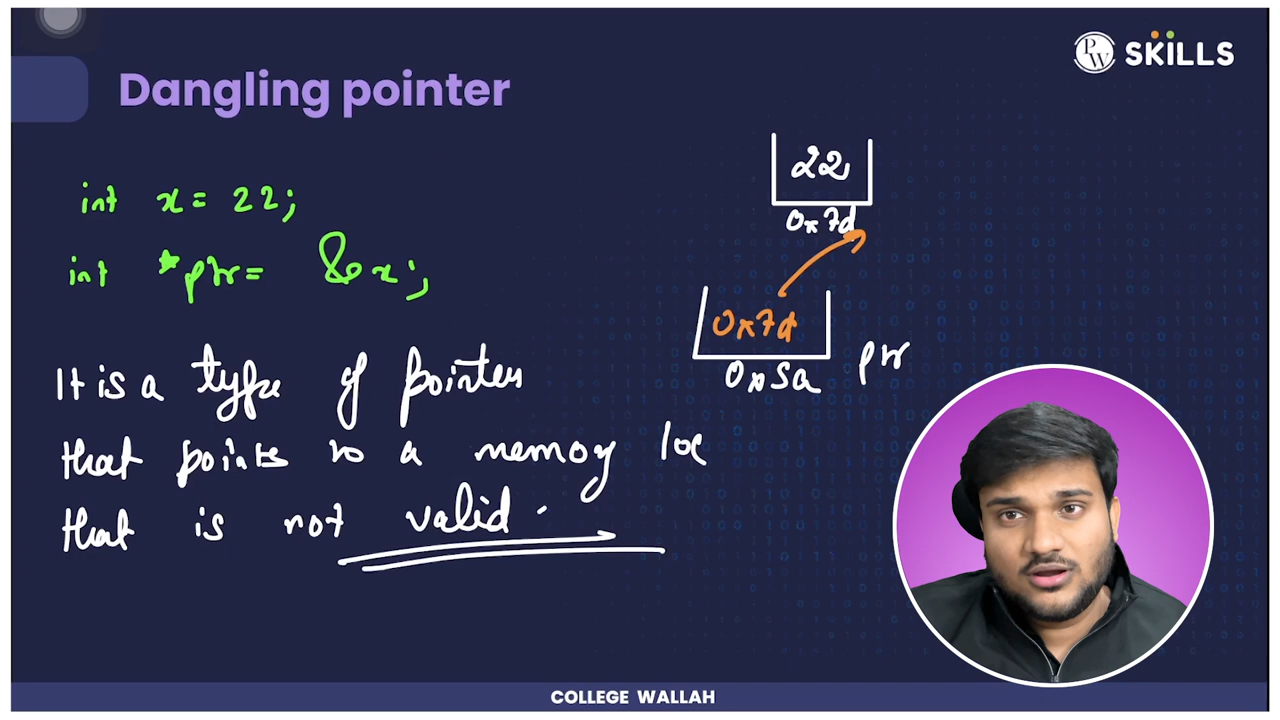 PW SKILLS
Dangling pointer
int x = 22;
int *ptr = &x;
22
0x7d
0x7d
0x5a
ptr
It is a type of pointer
that points to a memory loc
that is not valid.
COLLEGE WALLAH